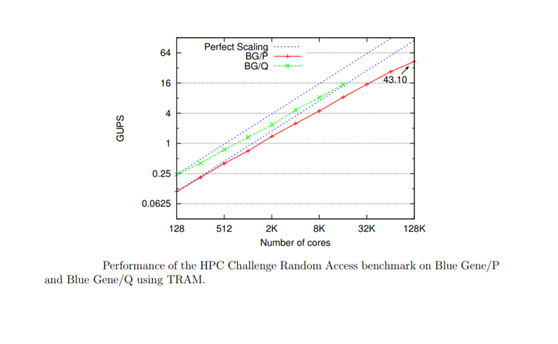 64
16
4
1
0.25
0.0625
GUPS
Perfect Scaling
BG/P
BG/Q
43.10
128
512
2K
8K
32K
128K
Number of cores
Performance of the HPC Challenge Random Access benchmark on Blue Gene/P
and Blue Gene/Q using TRAM.